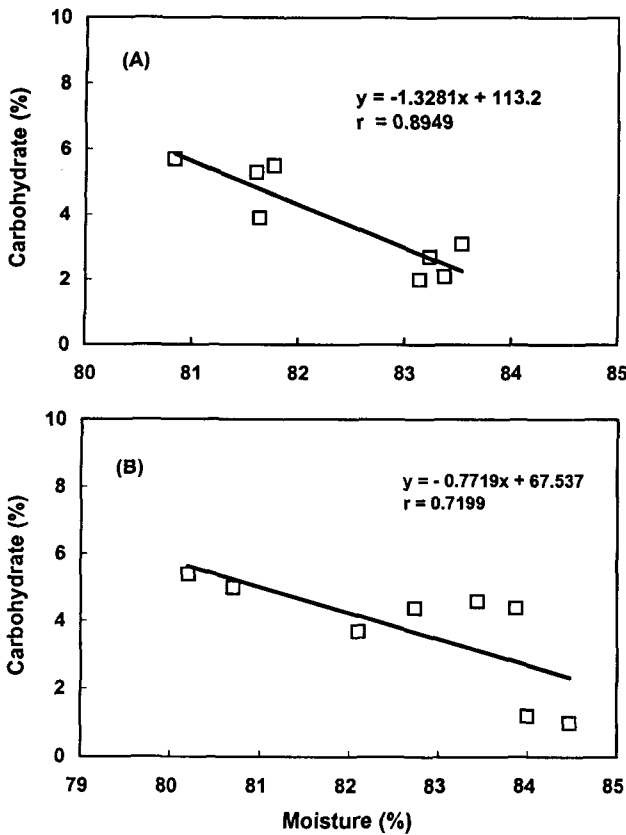 10
(A)
8
y = -1.3281x + 113.2
r = 0.8949
6
4
2
0
Carbohydrate (%)
80 81 82 83 84 85
10
(B)
8
y = - 0.7719x + 67.537
r = 0.7199
6
4
2
0
Carbohydrate (%)
79 80 81 82 83 84 85
Moisture (%)